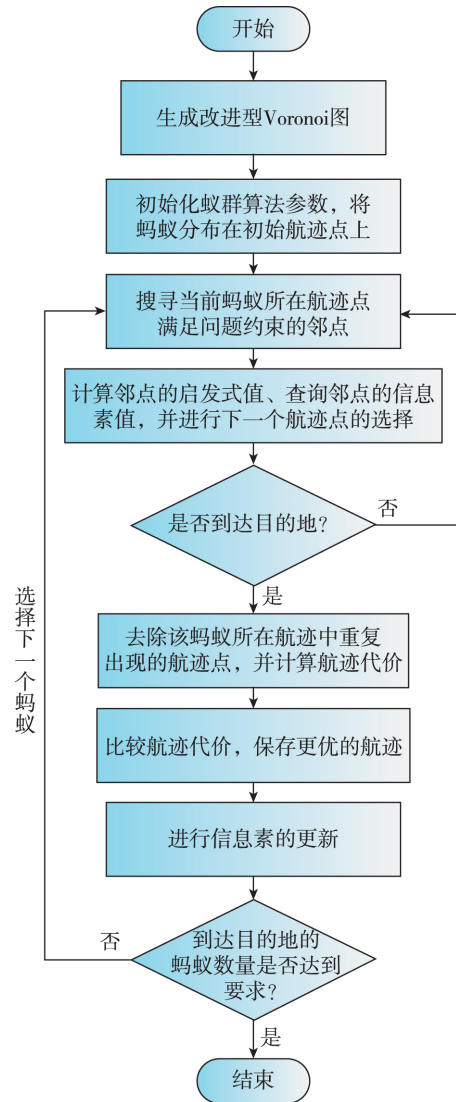 开始
生成改进型Voronoi图
初始化蚁群算法参数，将
蚂蚁分布在初始航迹点上
搜寻当前蚂蚁所在航迹点
满足问题约束的邻点
计算邻点的启发式值、查询邻点的信息
素值，并进行下一个航迹点的选择
是否到达目的地？
否
是
去除该蚂蚁所在航迹中重复
出现的航迹点，并计算航迹代价
选择下一个蚂蚁
比较航迹代价，保存更优的航迹
进行信息素的更新
到达目的地的
蚂蚁数量是否达到
要求？
否
是
结束